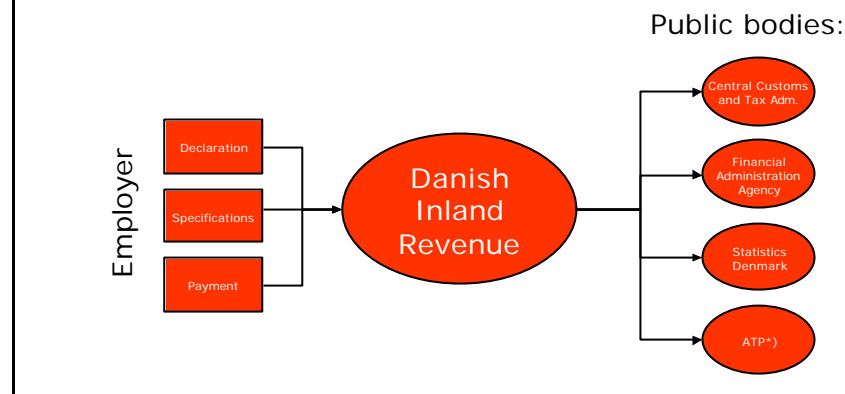 Public bodies:
Employer
Declaration
Specifications
Payment
Danish
Inland
Revenue
Central Customs
and Tax Adm.
Financial
Administration
Agency
Statistics
Denmark
ATP*)